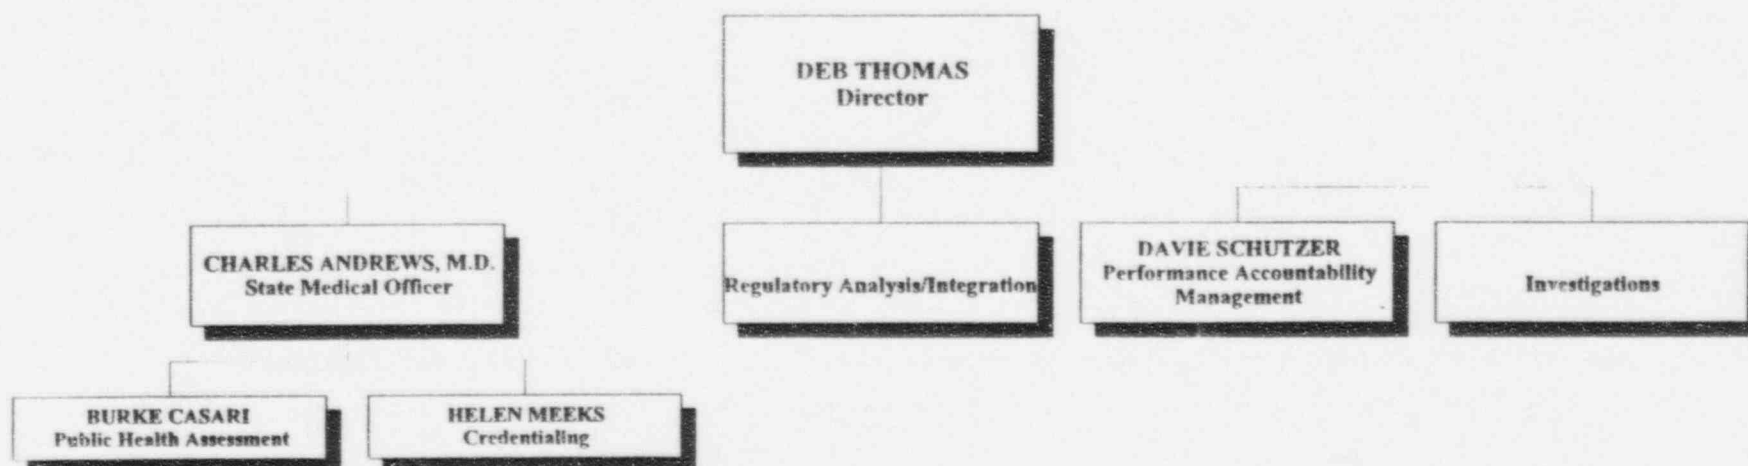 DEB THOMAS
Director
CHARLES ANDREWS, M.D.
State Medical Officer
Regulatory Analysis/Integration
DAVIE SCHUTZER
Performance Accountability
Management
Investigations
BURKE CASARI
Public Health Assessment
HELEN MEEKS
Credentialing